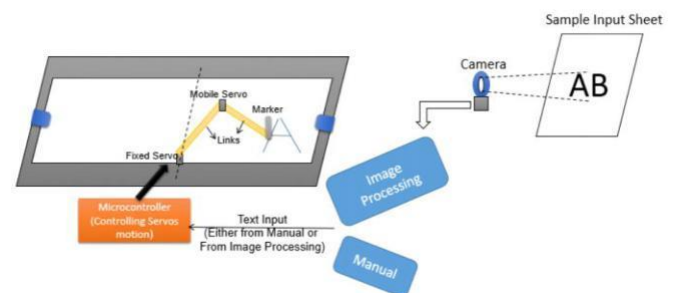 Sample Input Sheet
Camera
AB
Mobile Servo
Marker
Links
Fixed Servo
Image
Processing
Microcontroller
(Controlling Servos
motion)
Text Input
(Either from Manual or
From Image Processing)
Manual